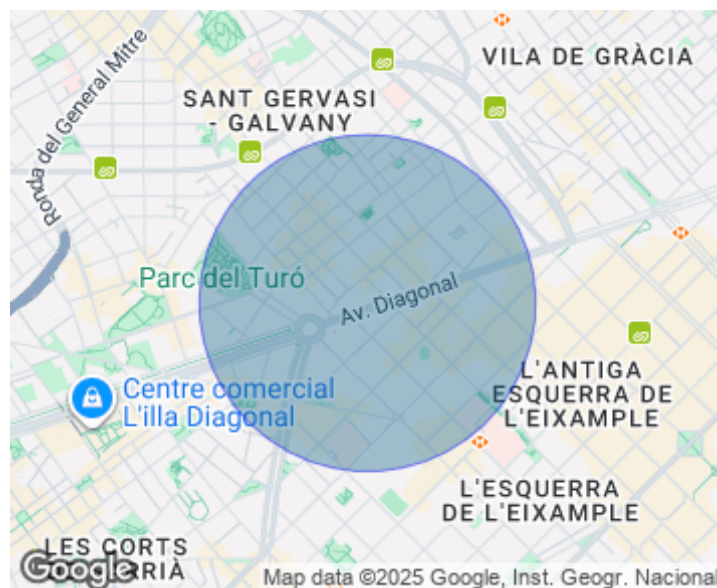 Ronda del General Mitre
VILA DE GRÀCIA
SANT GERVASI
- GALVANY
Parc del Turó
Av. Diagonal
Centre comercial
L'illa Diagonal
L'ANTIGA
ESQUERRA DE
L'EIXAMPLE
L'ESQUERRA
DE L'EIXAMPLE
LES CORTS
RRIÀ
Google
Map data ©2025 Google, Inst. Geogr. Nacional